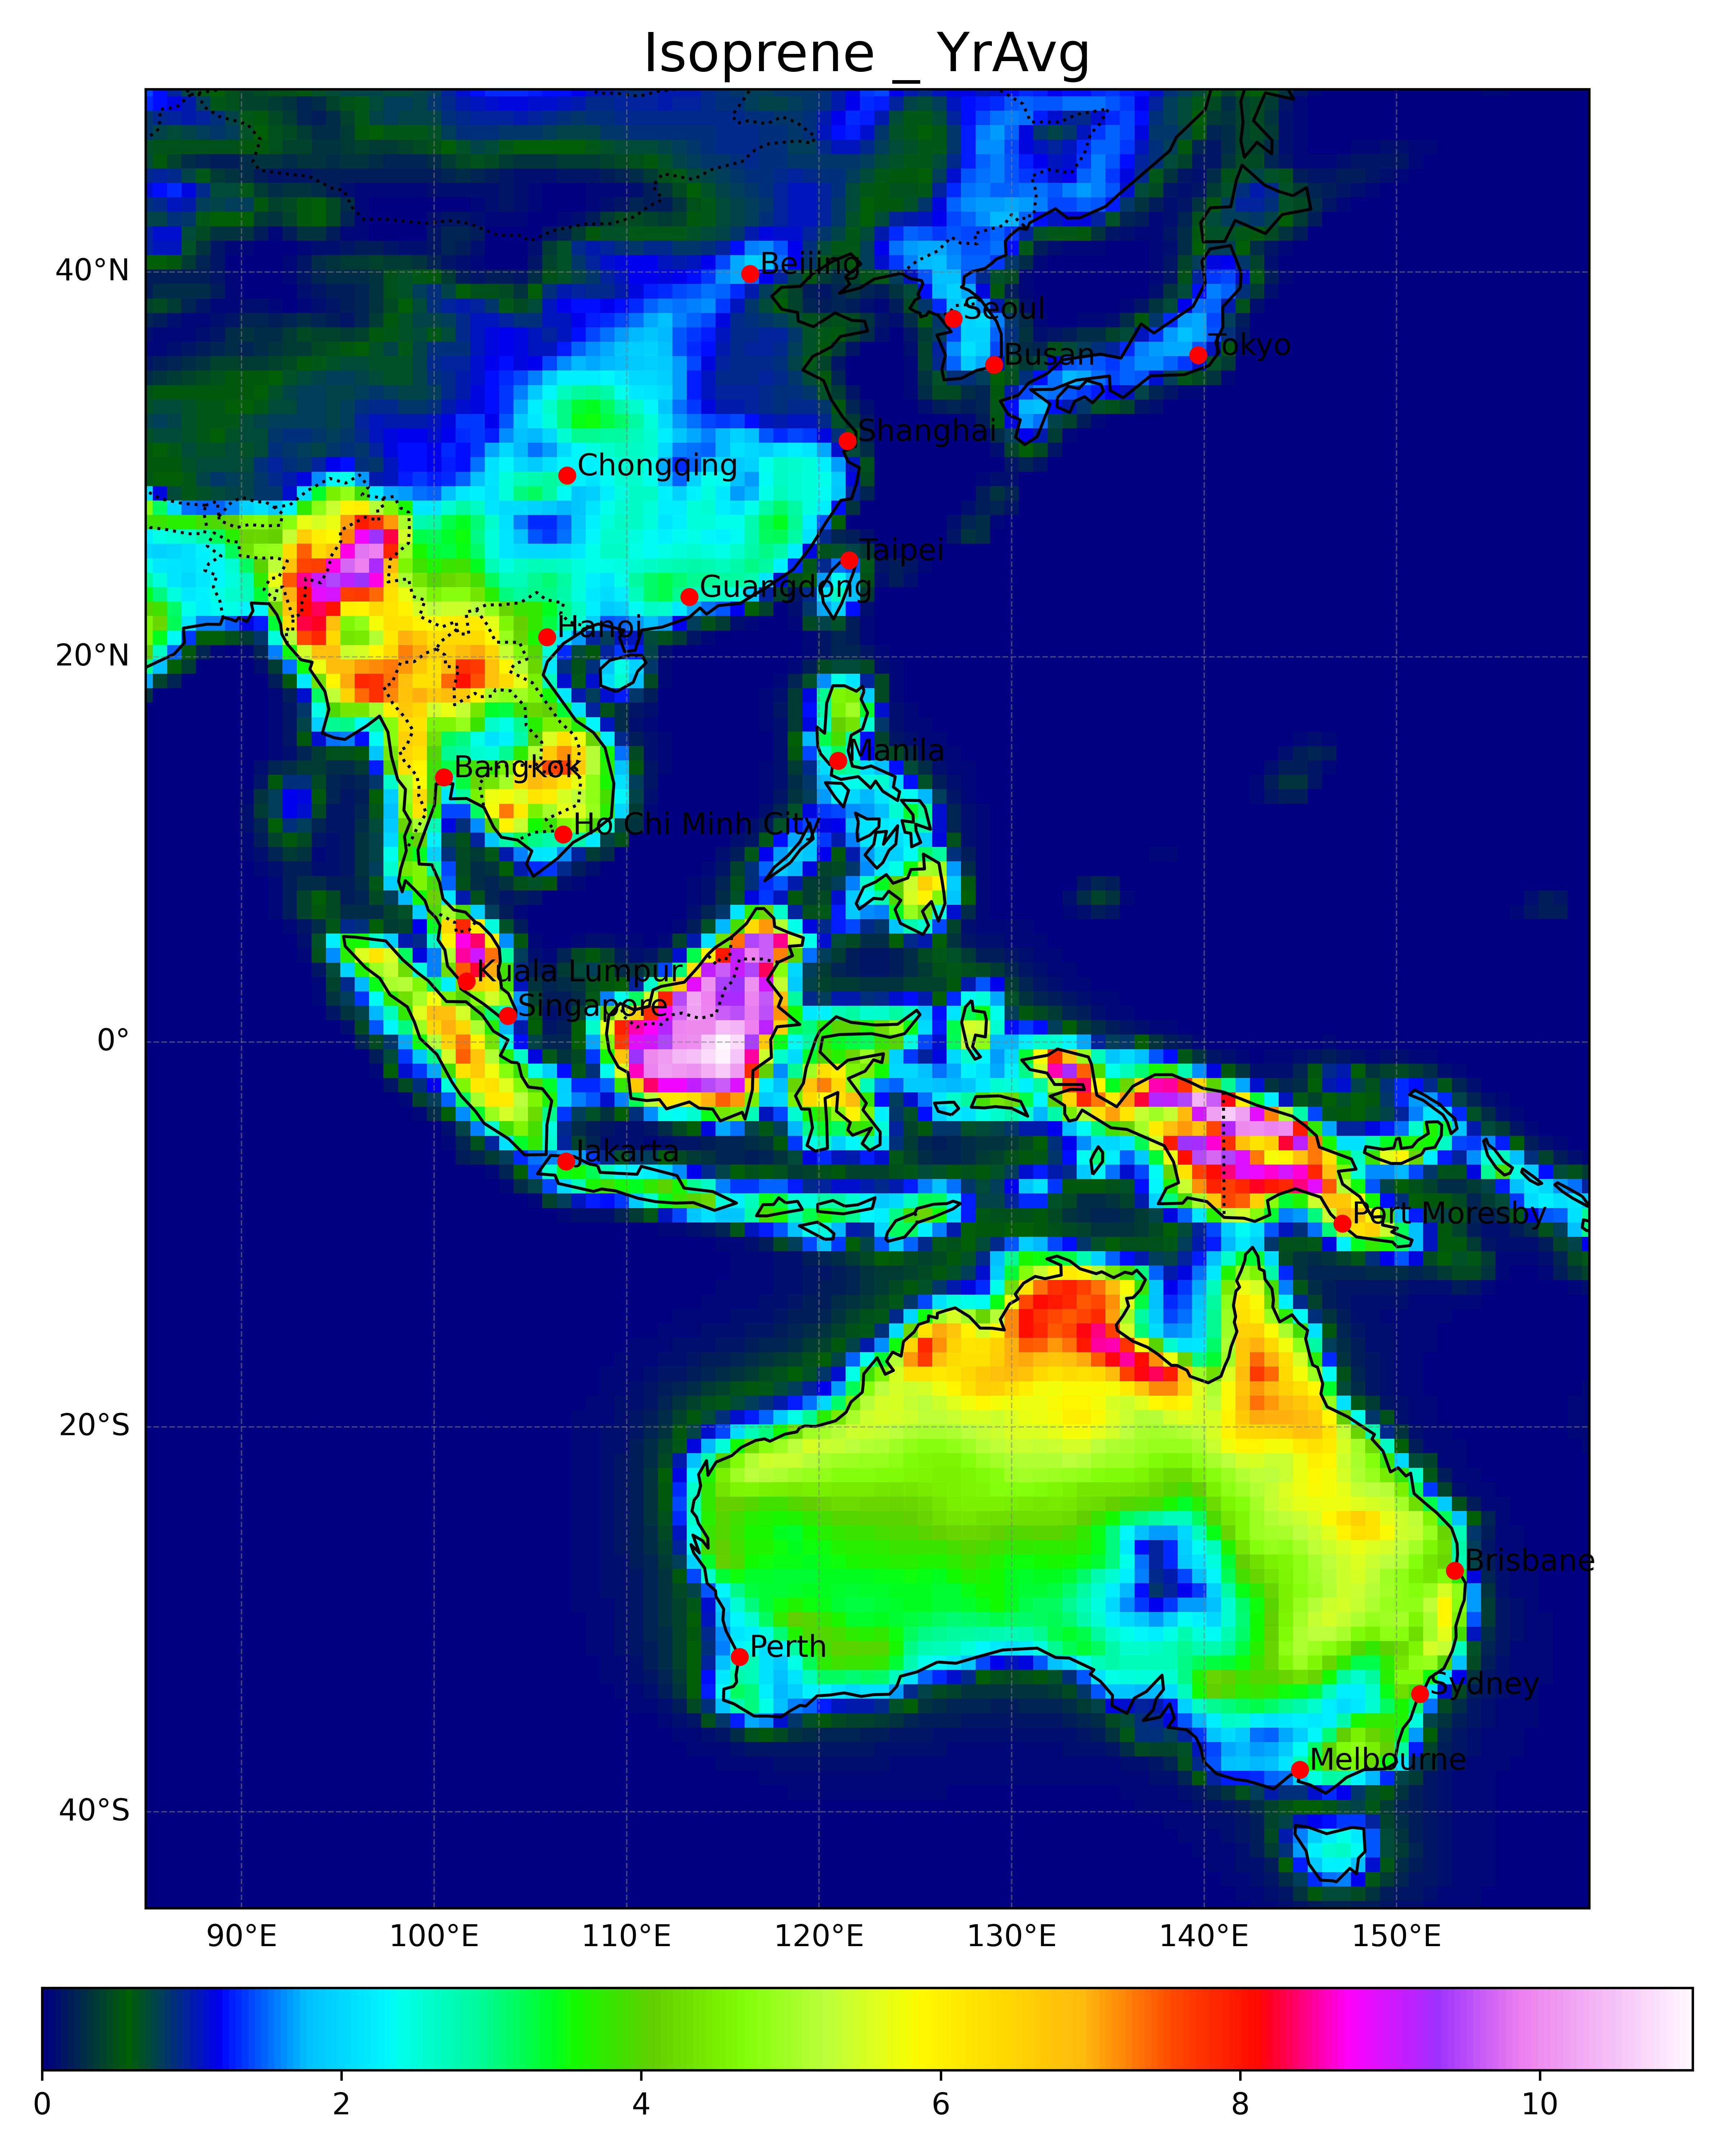 Isoprene _ YrAvg
40°N
20°N
0°
20°S
40°S
Beijing
Seoul
Tokyo
Busan
Shanghai
Chongqing
Taipei
Guangdong
Hanoi
Manila
Bangkok
Ho Chi Minh City
Kuala Lumpur
Singapore
Jakarta
Port Moresby
Brisbane
Perth
Sydney
Melbourne
90°E 100°E 110°E 120°E 130°E 140°E 150°E
0 2 4 6 8 10